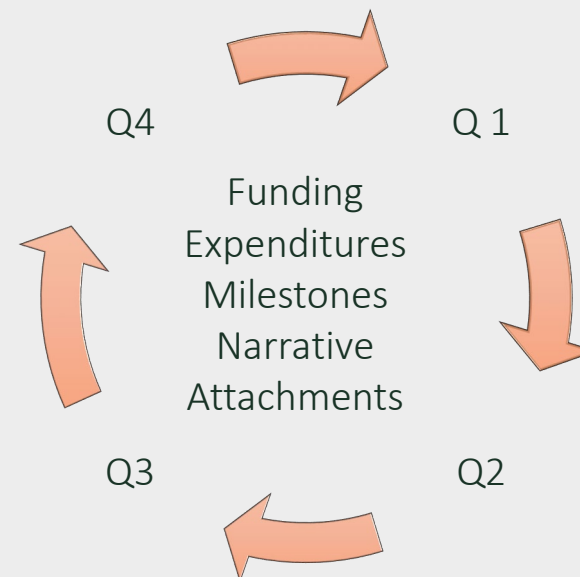 Q4
Q 1
Funding
Expenditures
Milestones
Narrative
Attachments
Q3
Q2